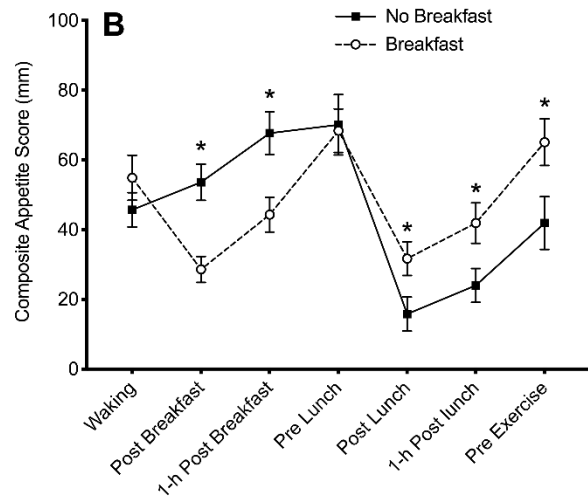 B
No Breakfast
Breakfast
Composite Appetite Score (mm)
100
80
60
40
20
0
*
*
*
*
*
Waking
Post Breakfast
1-h Post Breakfast
Pre Lunch
Post Lunch
1-h Post lunch
Pre Exercise